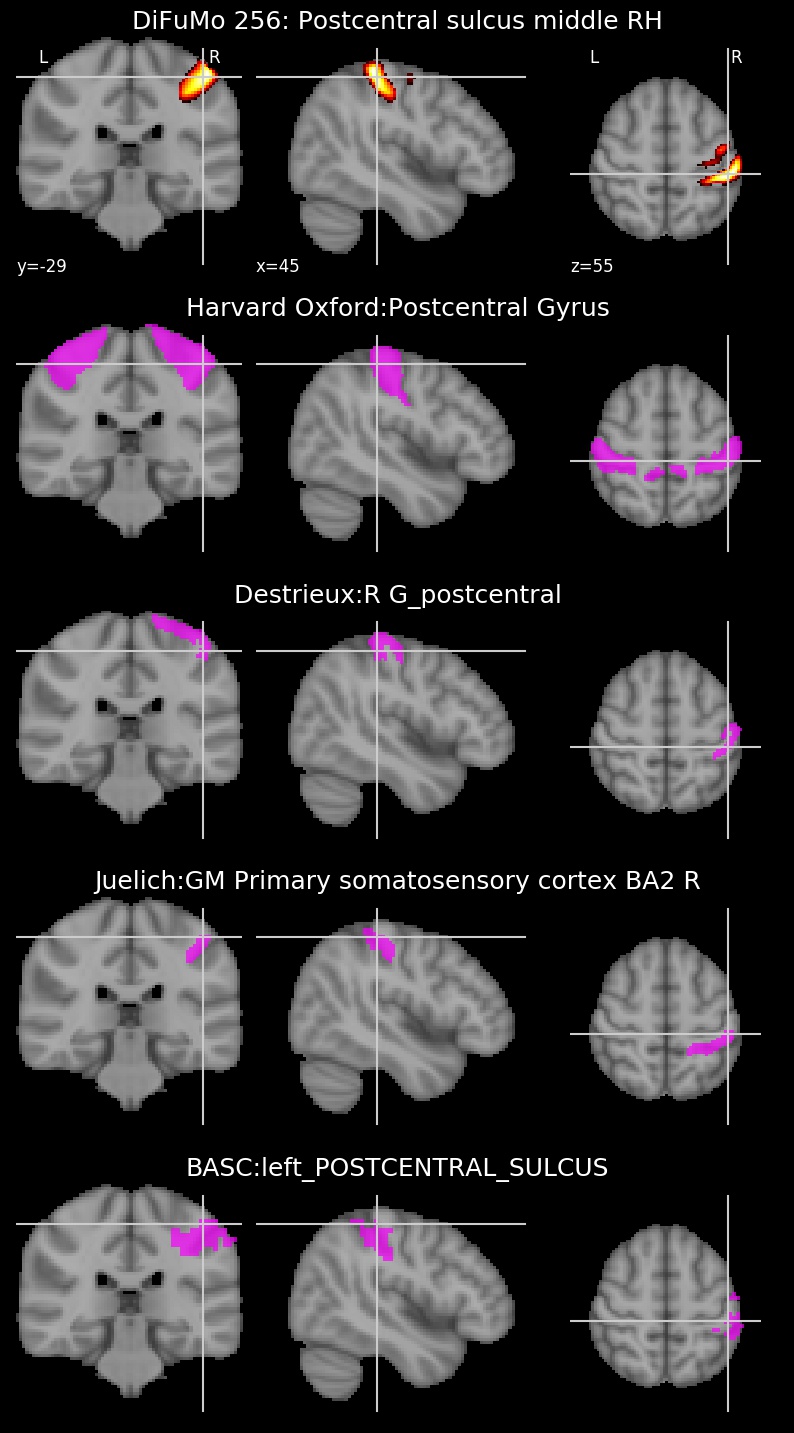 DiFuMo 256: Postcentral sulcus middle RH
L R L R
y=-29 x=45 z=55
Harvard Oxford:Postcentral Gyrus
Destrieux:R G_postcentral
Juelich:GM Primary somatosensory cortex BA2 R
BASC:left_POSTCENTRAL_SULCUS